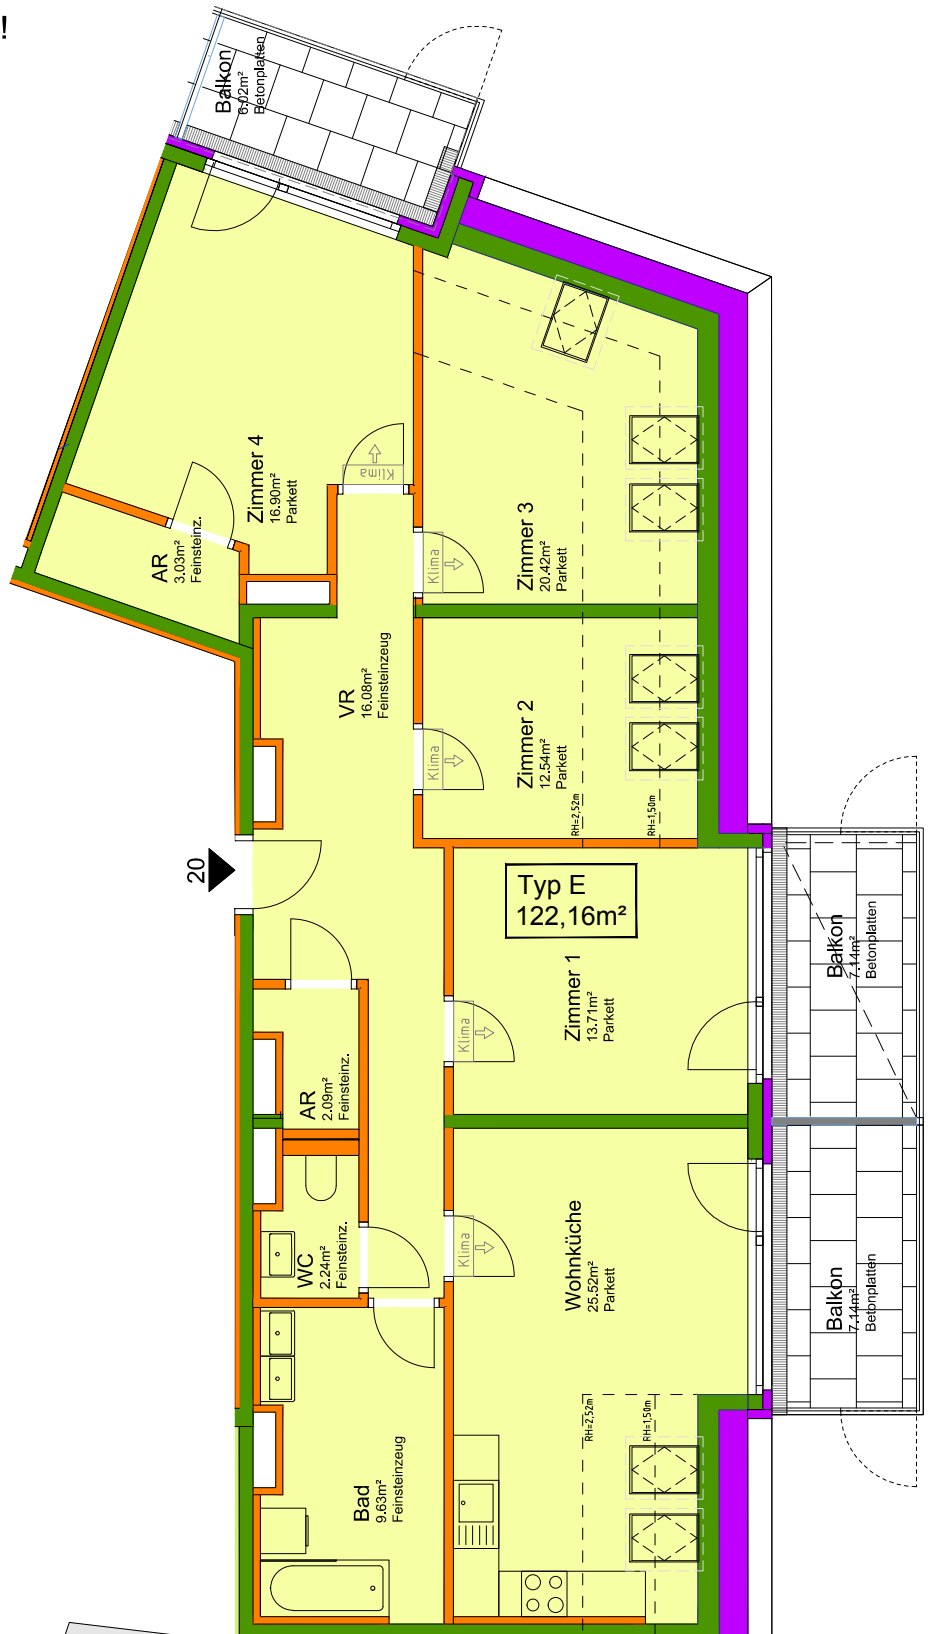 !
Balkon
6.02m²
Betonplatten
Zimmer 4
16.90m²
Parkett
Klima
AR
3,03m²
Feinsteinz.
Zimmer 3
20.42m²
Parkett
Klima
VR
16.08m²
Feinsteinzeug
Zimmer 2
12.54m²
Parkett
Klima
RH=2,52m
RH=1,50m
20
Typ E
122,16m²
Zimmer 1
13.71m²
Parkett
Klima
Balkon
7.14m²
Betonplatten
AR
2.09m²
Feinsteinz.
WC
2.24m²
Feinsteinz.
Wohnküche
25.52m²
Parkett
Klima
Balkon
7.14m²
Betonplatten
RH=2,52m
RH=1,50m
Bad
9.63m²
Feinsteinzeug